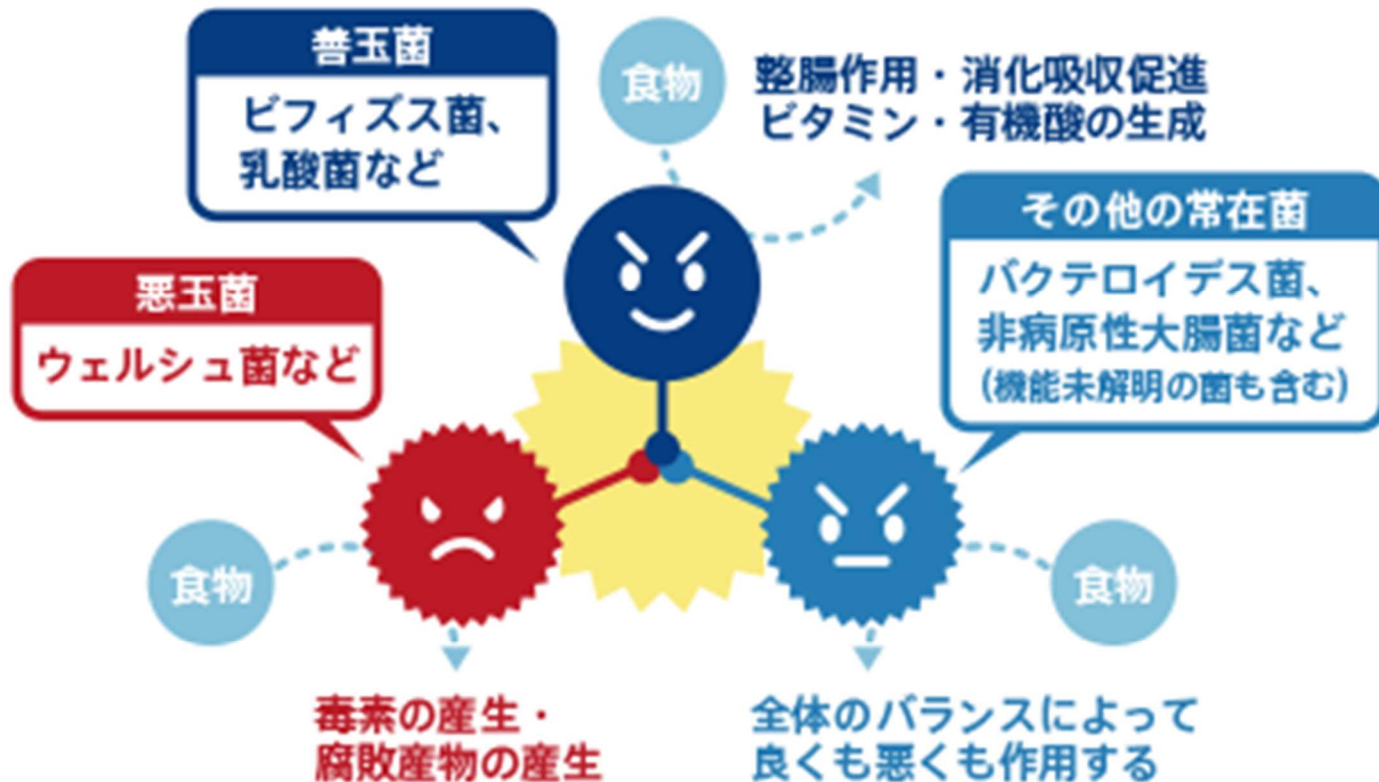 善玉菌
ビフィズス菌、
乳酸菌など
食物
整腸作用・消化吸収促進
ビタミン・有機酸の生成
その他の常在菌
バクテロイデス菌、
非病原性大腸菌など
(機能未解明の菌も含む)
悪玉菌
ウェルシュ菌など
食物
食物
毒素の産生・
腐敗産物の産生
全体のバランスによって
良くも悪くも作用する